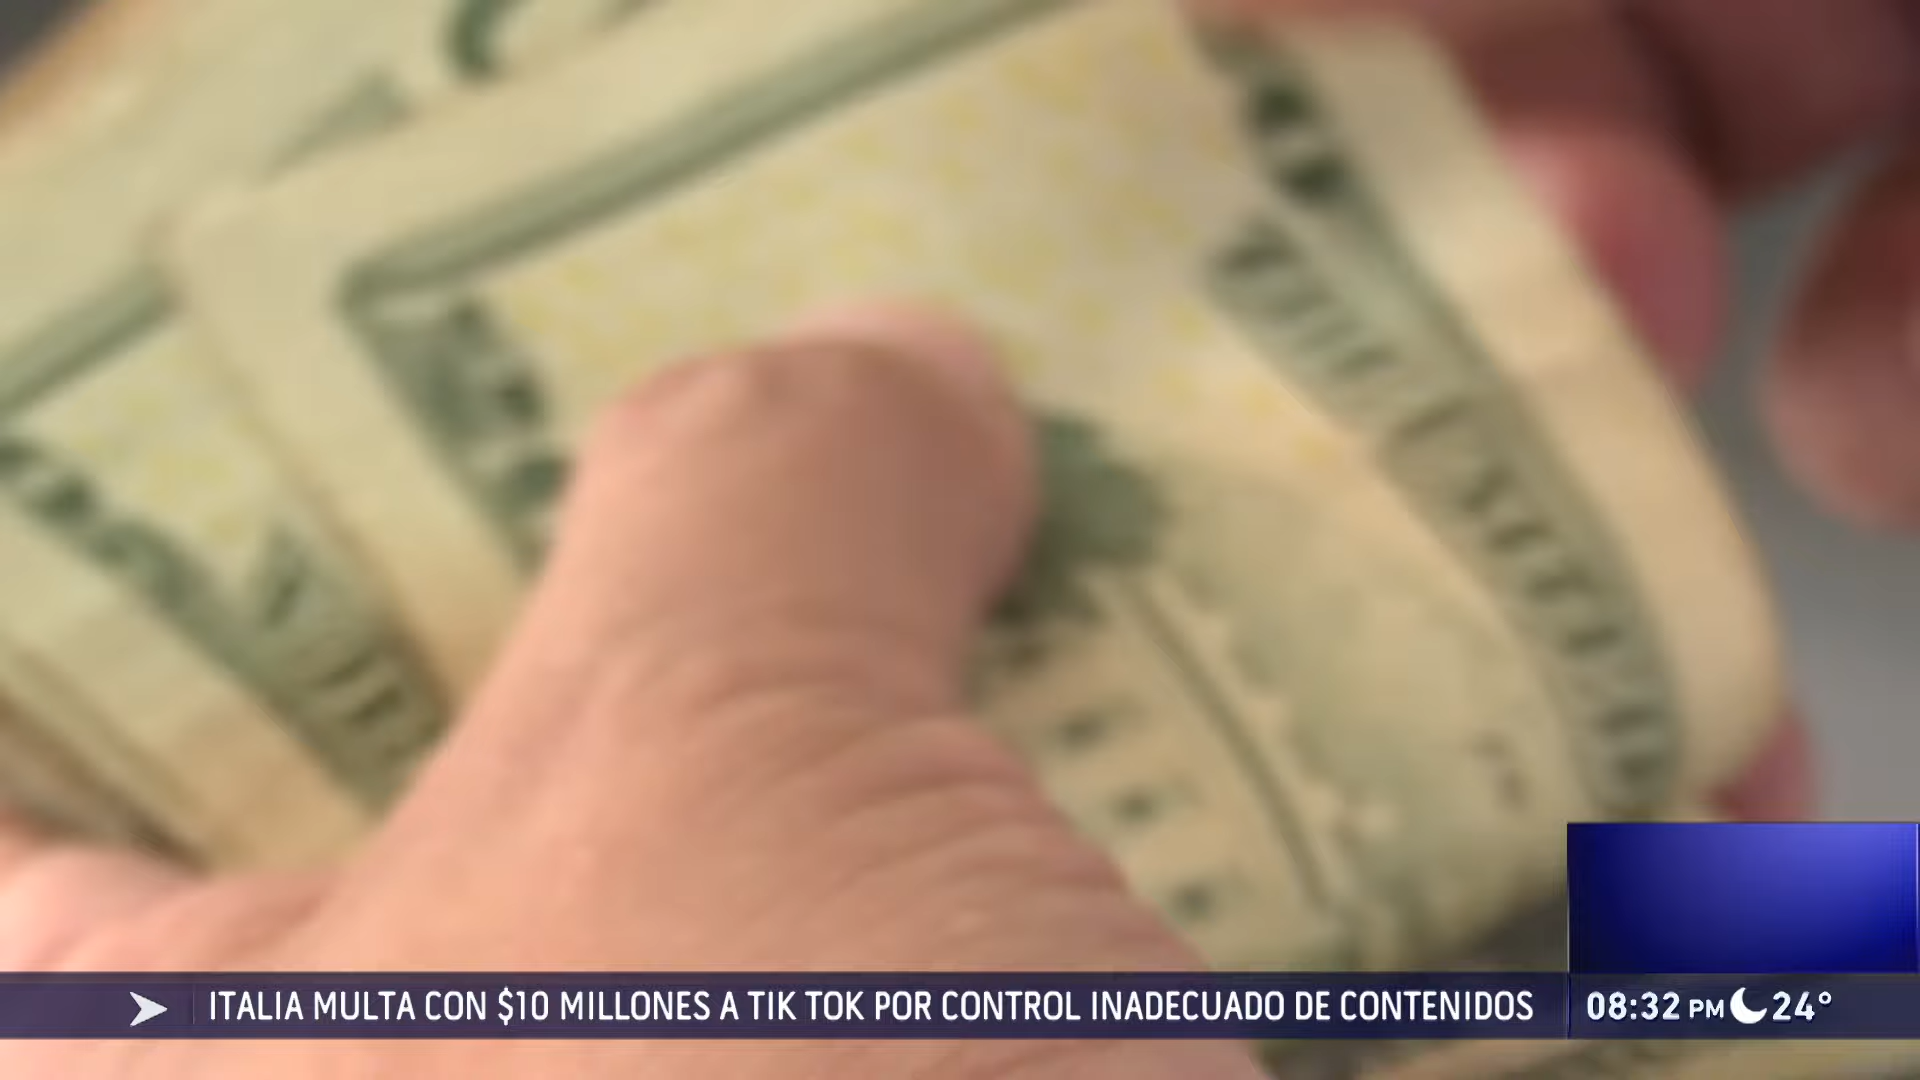 ITALIA MULTA CON $10 MILLONES A TIK TOK POR CONTROL INADECUADO DE CONTENIDOS
08:32 PM 24°